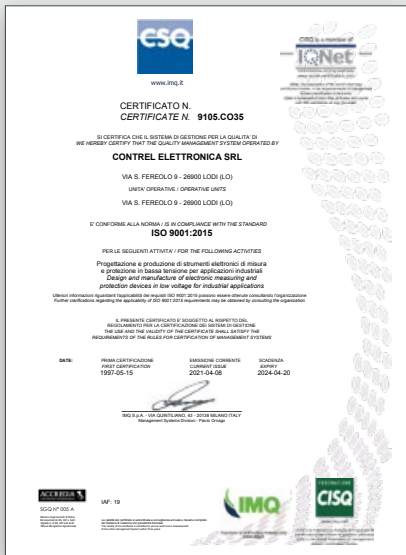 CSQ
CISQ is a member of
IQNet
www.imq.it
CERTIFICATO N.
CERTIFICATE N. 9105.CO35
SI CERTIFICA CHE IL SISTEMA DI GESTIONE PER LA QUALITA' DI
WE HEREBY CERTIFY THAT THE QUALITY MANAGEMENT SYSTEM OPERATED BY
CONTREL ELETTRONICA SRL
VIA S. FEREOLO 9 - 26900 LODI (LO)
UNITA' OPERATIVE / OPERATIVE UNITS
VIA S. FEREOLO 9 - 26900 LODI (LO)
E' CONFORME ALLA NORMA / IS IN COMPLIANCE WITH THE STANDARD
ISO 9001:2015
PER LE SEGUENTI ATTIVITA' / FOR THE FOLLOWING ACTIVITIES
Progettazione e produzione di strumenti elettronici di misura
e protezione in bassa tensione per applicazioni industriali
Design and manufacture of electronic measuring and
protection devices in low voltage for industrial applications
Ulteriori informazioni riguardanti l'applicabilità dei requisiti ISO 9001:2015 possono essere ottenute consultando l'organizzazione
Further clarifications regarding the applicability of ISO 9001:2015 requirements may be obtained by consulting the organization
IL PRESENTE CERTIFICATO E' SOGGETTO AL RISPETTO DEL
REGOLAMENTO PER LA CERTIFICAZIONE DEI SISTEMI DI GESTIONE
THE USE AND THE VALIDITY OF THE CERTIFICATE SHALL SATISFY THE
REQUIREMENTS OF THE RULES FOR CERTIFICATION OF MANAGEMENT SYSTEMS
DATE: PRIMA CERTIFICAZIONE EMISSIONE CORRENTE SCADENZA
FIRST CERTIFICATION CURRENT ISSUE EXPIRY
1997-05-15 2021-04-08 2024-04-20
IMQ S.p.A. - VIA QUINTILIANO, 43 - 20138 MILANO ITALY
Management Systems Division - Flavio Ornago
ACCREDIA
SGQ N° 005 A
IAF: 19
IMQ
CISQ